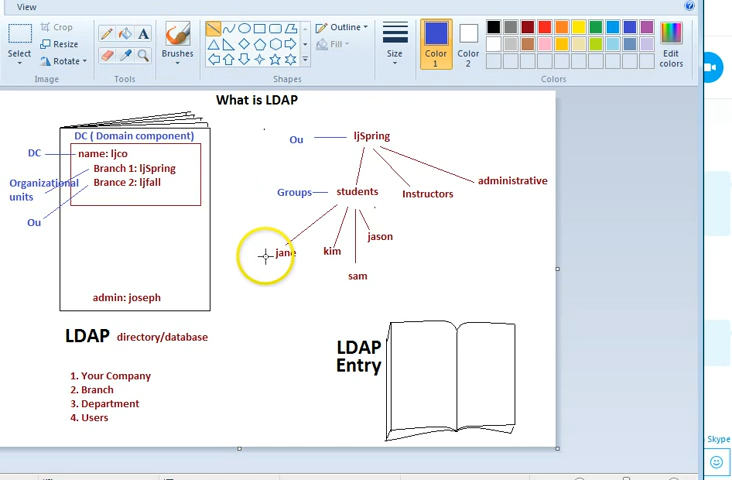 View
Crop
Resize
Rotate
Select
Image
Tools
Brushes
Shapes
Outline
Fill
Size
Color 1
Color 2
Edit colors
Colors
What is LDAP
DC ( Domain component)
DC
name: ljco
Branch 1: ljSpring
Brance 2: ljfall
Organizational units
Ou
admin: joseph
LDAP directory/database
1. Your Company
2. Branch
3. Department
4. Users
Ou
ljSpring
Groups
students
Instructors
administrative
jane
kim
jason
sam
LDAP Entry
Skype